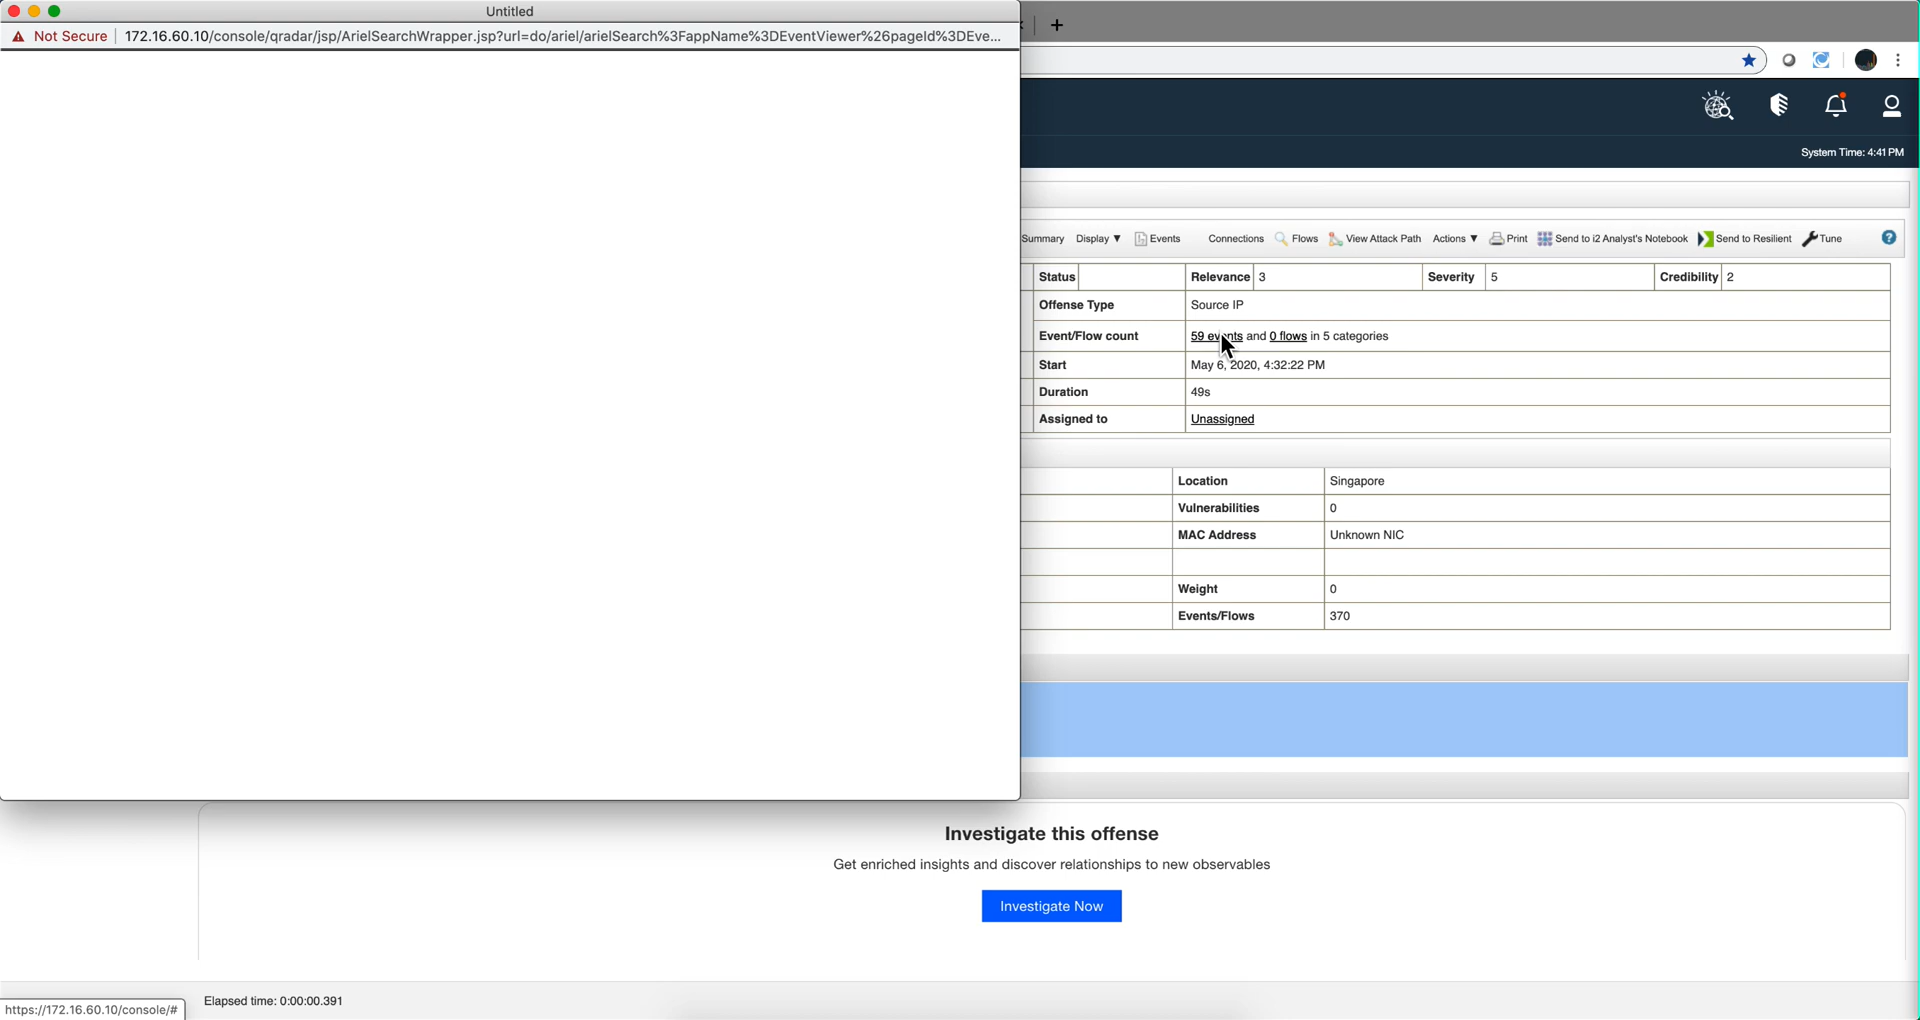 Untitled
Not Secure 172.16.60.10/console/qradar/jsp/ArielSearchWrapper.jsp?url=do/ariel/arielSearch%3FappName%3DEventViewer%26pageId%3DEve...
System Time: 4:41 PM
Summary Display ▼ Events Connections Flows View Attack Path Actions ▼ Print Send to i2 Analyst's Notebook Send to Resilient Tune ?
Status Relevance 3 Severity 5 Credibility 2
Offense Type Source IP
Event/Flow count 59 events and 0 flows in 5 categories
Start May 6, 2020, 4:32:22 PM
Duration 49s
Assigned to Unassigned
Location Singapore
Vulnerabilities 0
MAC Address Unknown NIC
Weight 0
Events/Flows 370
Investigate this offense
Get enriched insights and discover relationships to new observables
Investigate Now
Elapsed time: 0:00:00.391
https://172.16.60.10/console/#